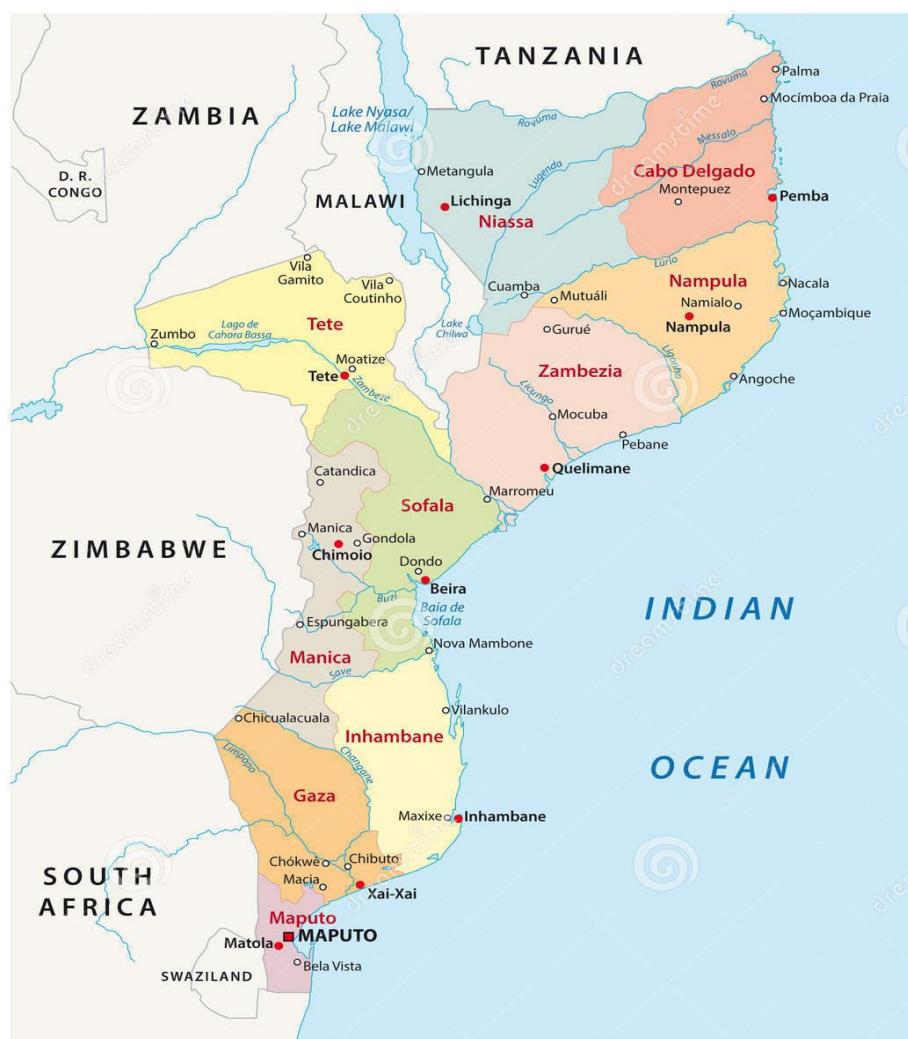 TANZANIA
ZAMBIA
Lake Nyasa/
Lake Malawi
Rovuma
Rovuma
Palma
Mocímboa da Praia
Messalo
Lugenda
Metangula
D. R.
CONGO
MALAWI
Cabo Delgado
Montepuez
Lichinga
Pemba
Niassa
Vila
Gamito
Vila
Coutinho
Lúrio
Cuamba
Mutuáli
Nampula
Nacala
Namialo
Moçambique
Nampula
Tete
Lago de
Cahora Bassa
Zumbo
Lake
Chilwa
Gurué
Ligonha
Moatize
Tete
Zambeze
Zambezia
Angoche
Licungo
Mocuba
Pebane
Catandica
Quelimane
Marromeu
Sofala
Manica
Gondola
Chimoio
ZIMBABWE
Dondo
Beira
Buzi
Baia de
Sofala
INDIAN
Espungabera
Nova Mambone
Manica
Save
Vilankulo
Chicualacuala
Inhambane
Limpopo
Changane
OCEAN
Gaza
Maxixe
Inhambane
Chókwè
Chibuto
Macia
Xai-Xai
SOUTH
AFRICA
Maputo
MAPUTO
Matola
Bela Vista
SWAZILAND
dreamstime
dreamstime
dreamstime
dreamstime
dreamstime